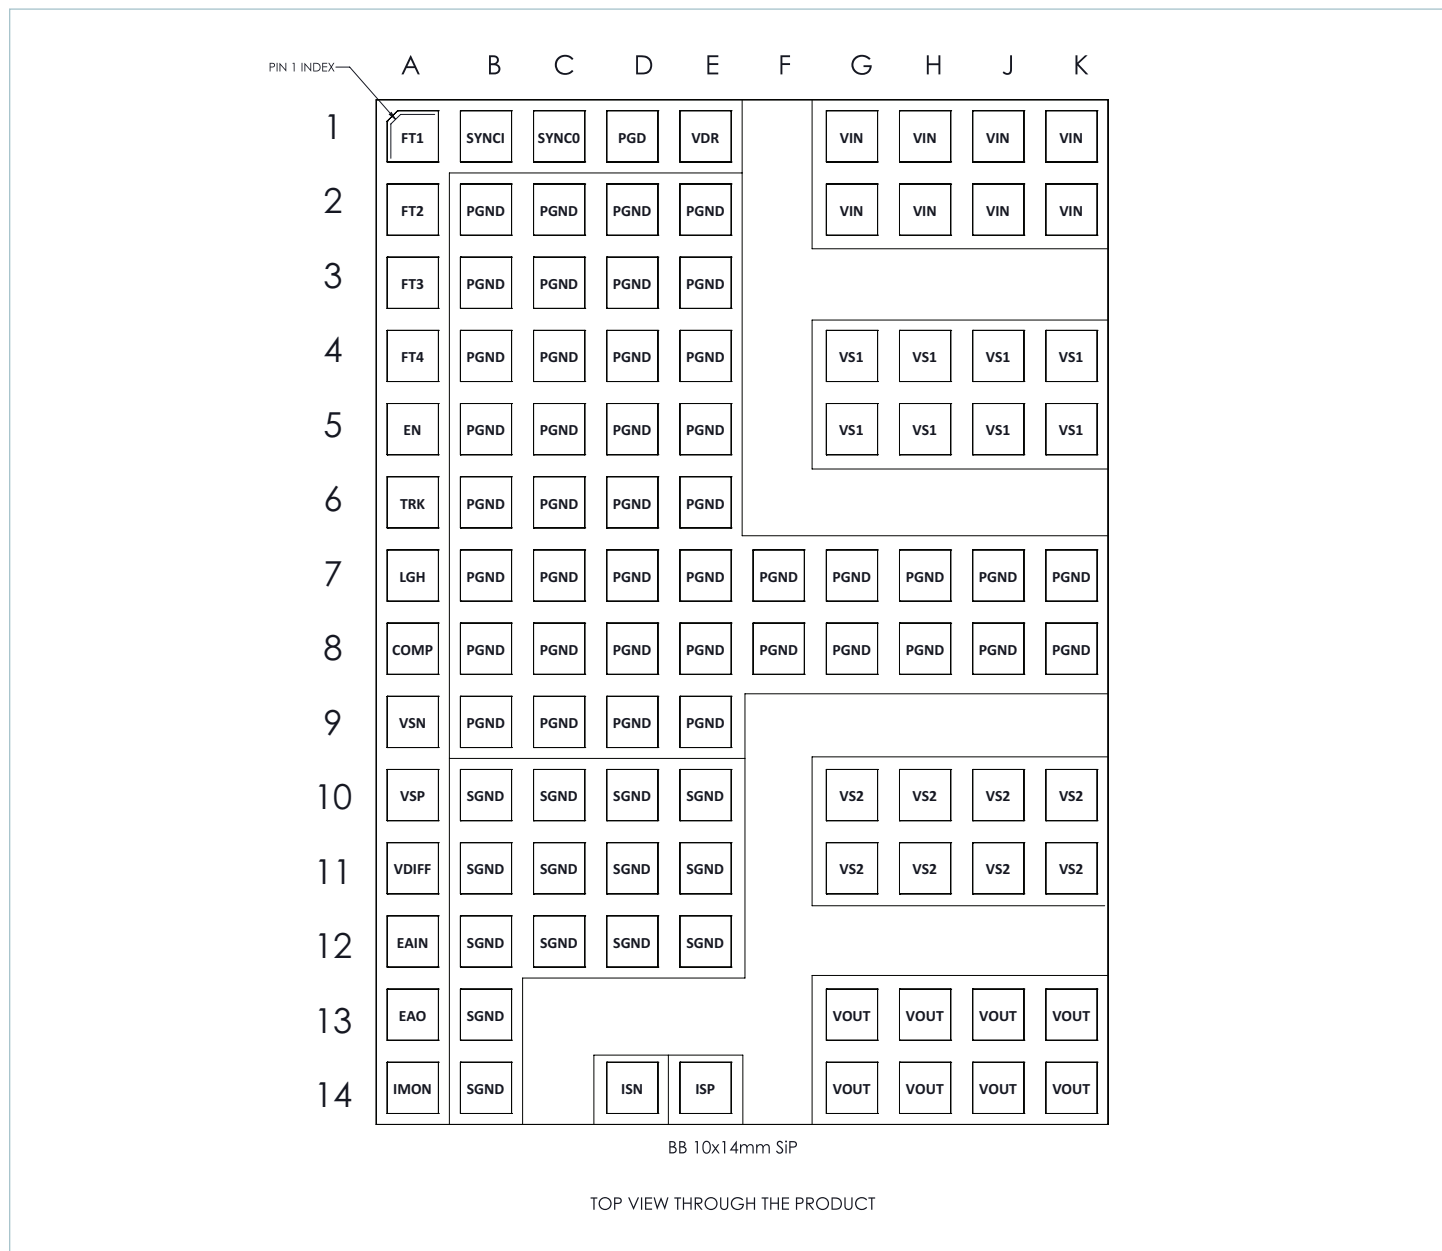 PIN 1 INDEX
A B C D E F G H J K
1 FT1 SYNCI SYNC0 PGD VDR VIN VIN VIN VIN
2 FT2 PGND PGND PGND PGND VIN VIN VIN VIN
3 FT3 PGND PGND PGND PGND
4 FT4 PGND PGND PGND PGND VS1 VS1 VS1 VS1
5 EN PGND PGND PGND PGND VS1 VS1 VS1 VS1
6 TRK PGND PGND PGND PGND
7 LGH PGND PGND PGND PGND PGND PGND PGND PGND PGND
8 COMP PGND PGND PGND PGND PGND PGND PGND PGND PGND
9 VSN PGND PGND PGND PGND
10 VSP SGND SGND SGND SGND VS2 VS2 VS2 VS2
11 VDIFF SGND SGND SGND SGND VS2 VS2 VS2 VS2
12 EAIN SGND SGND SGND SGND
13 EAO SGND VOUT VOUT VOUT VOUT
14 IMON SGND ISN ISP VOUT VOUT VOUT VOUT
BB 10x14mm SiP
TOP VIEW THROUGH THE PRODUCT